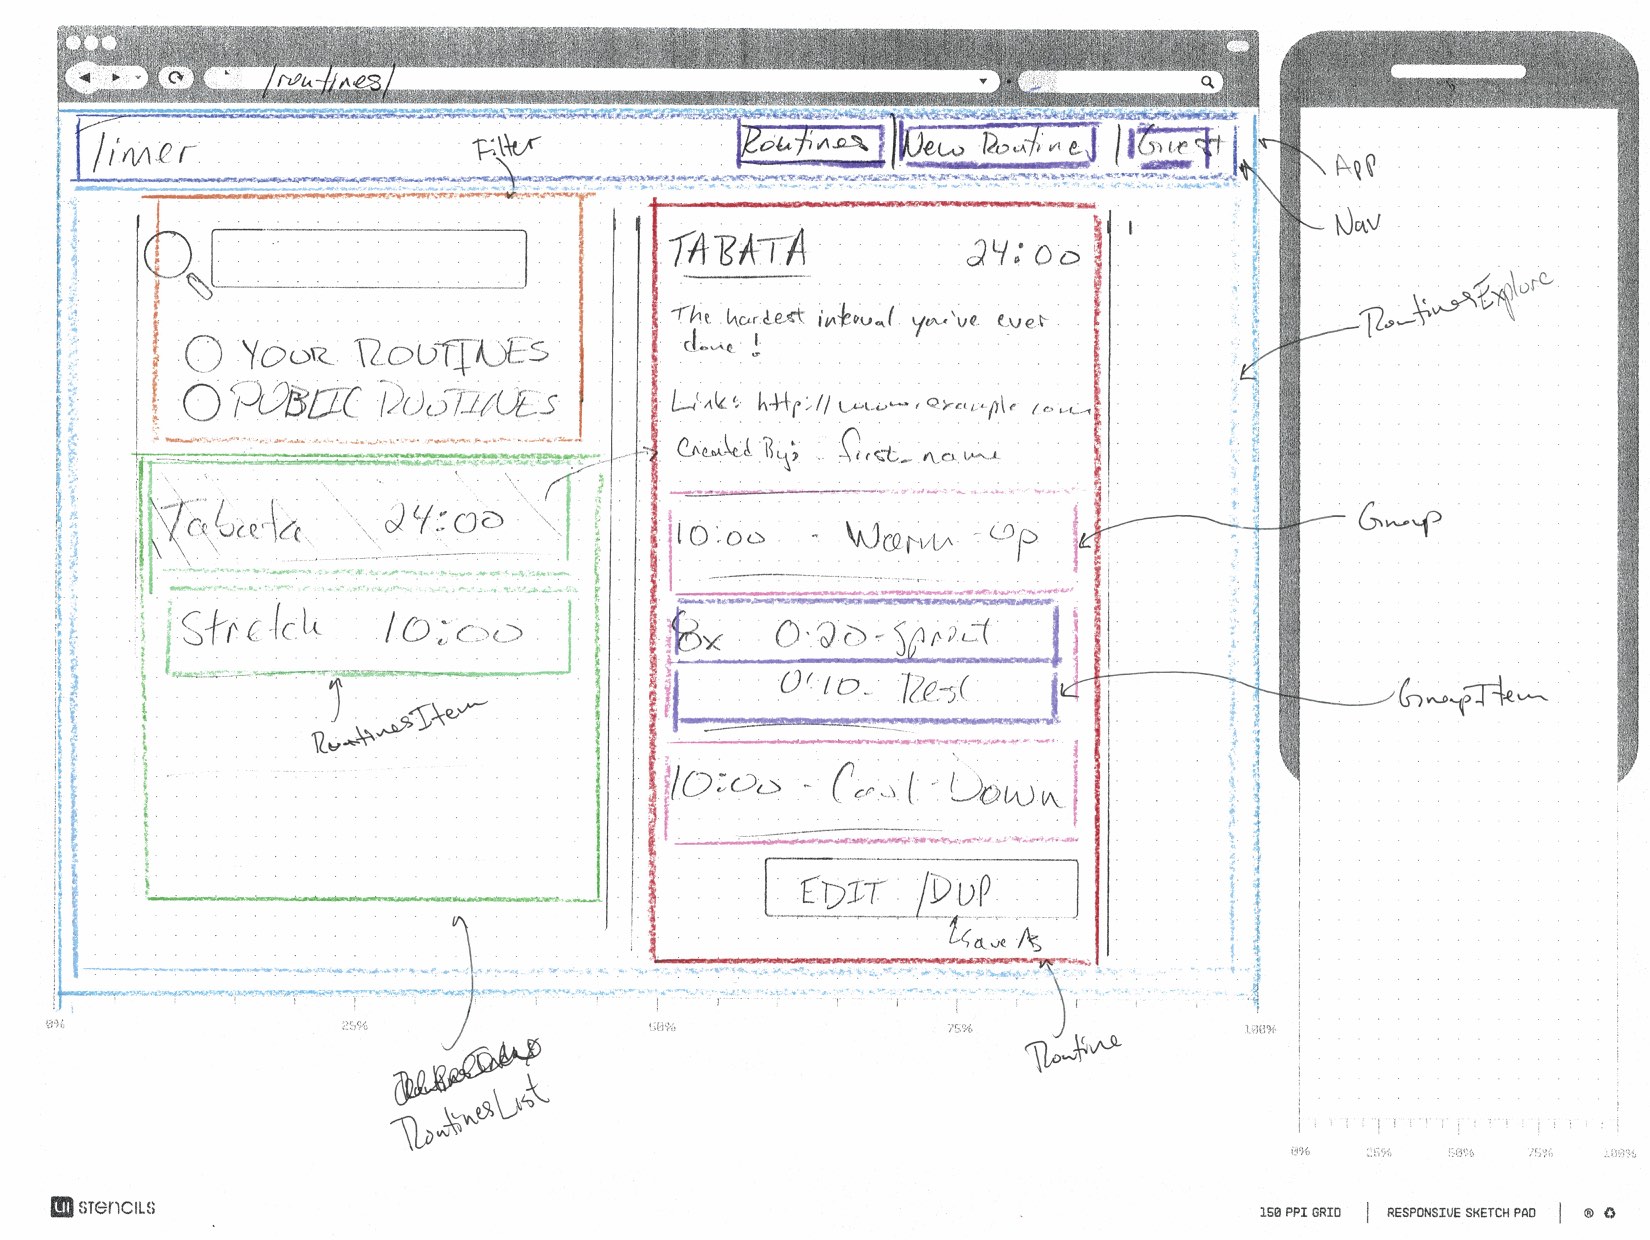 /routines/
Timer
Filter
Routines | New Routine | Guest
App
Nav
RoutinesExplore
YOUR ROUTINES
PUBLIC ROUTINES
Tabata 24:00
Stretch 10:00
RoutinesItem
RoutinesList
TABATA 24:00
The hardest interval you've ever
done!
Link: http://www.example.com
Created By: first_name
10:00 - Warm-Up
8x 0:20-Sprint
0:10- Rest
10:00 - Cool-Down
EDIT /DUP
Save As
Routine
Group
GroupItem
0% 25% 50% 75% 100%
0% 25% 50% 75% 100%
UI STENCILS
150 PPI GRID | RESPONSIVE SKETCH PAD | ®